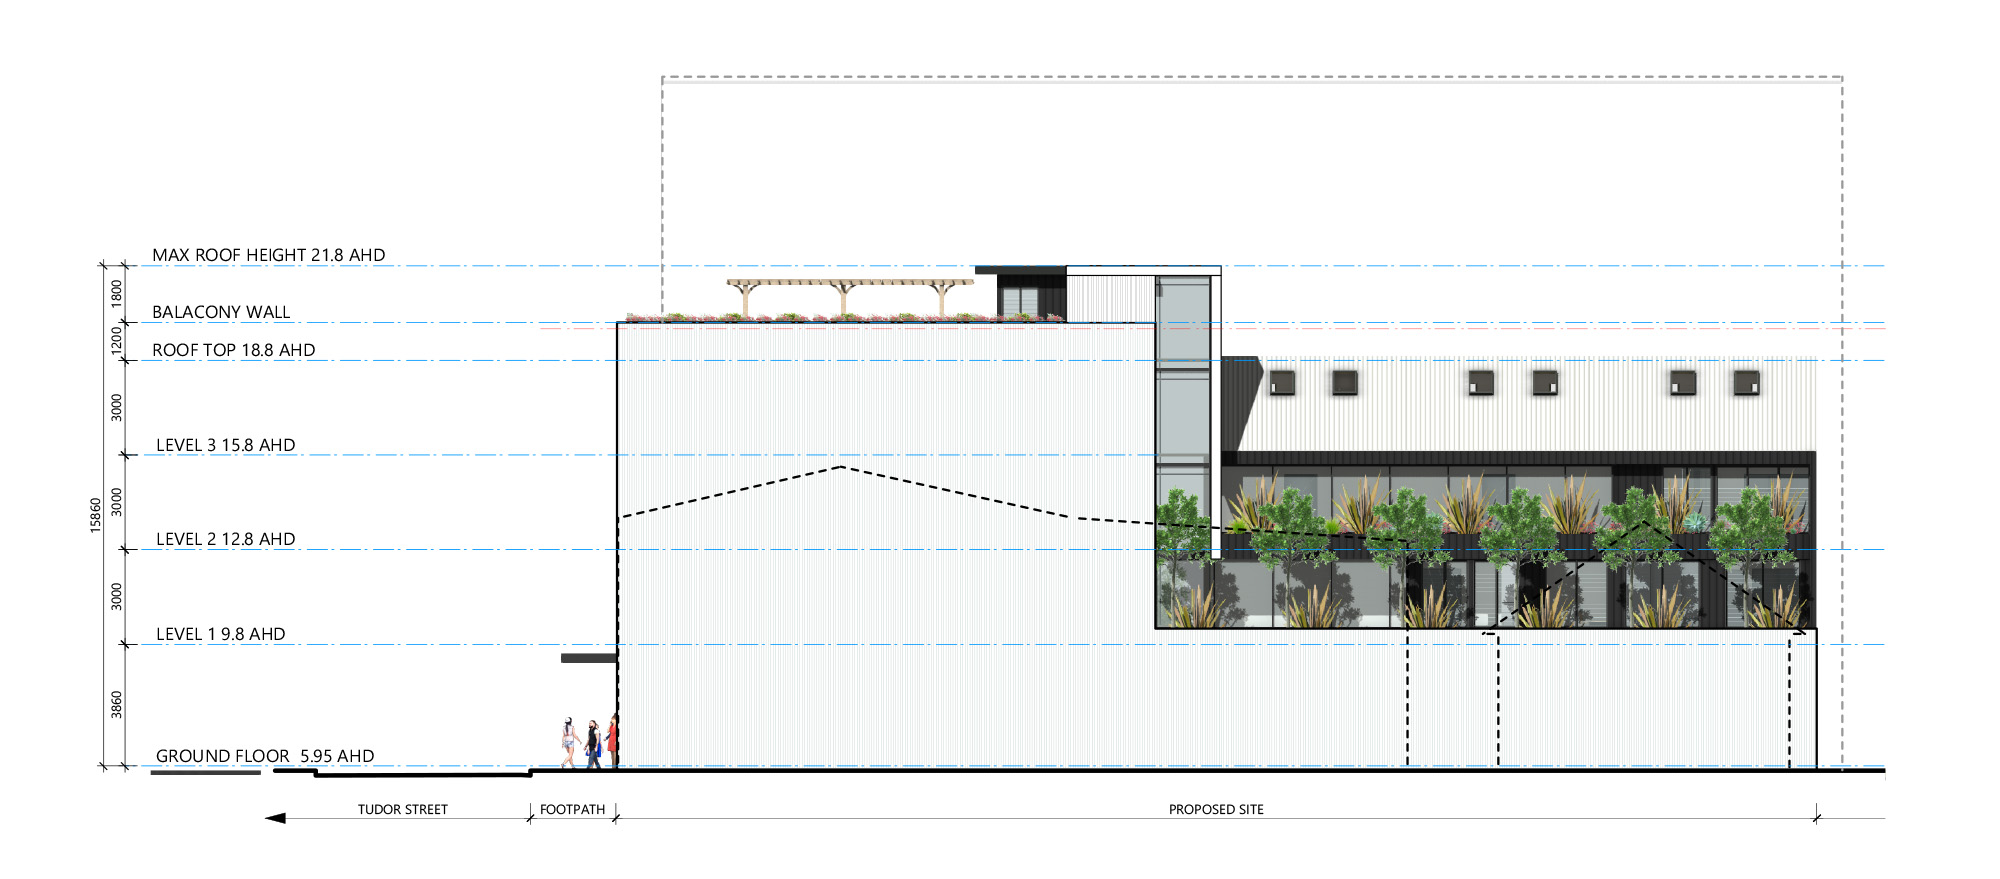 MAX ROOF HEIGHT 21.8 AHD
1800
BALACONY WALL
1200
ROOF TOP 18.8 AHD
3000
LEVEL 3 15.8 AHD
3000
15860
LEVEL 2 12.8 AHD
3000
LEVEL 1 9.8 AHD
3860
GROUND FLOOR 5.95 AHD
TUDOR STREET
FOOTPATH
PROPOSED SITE